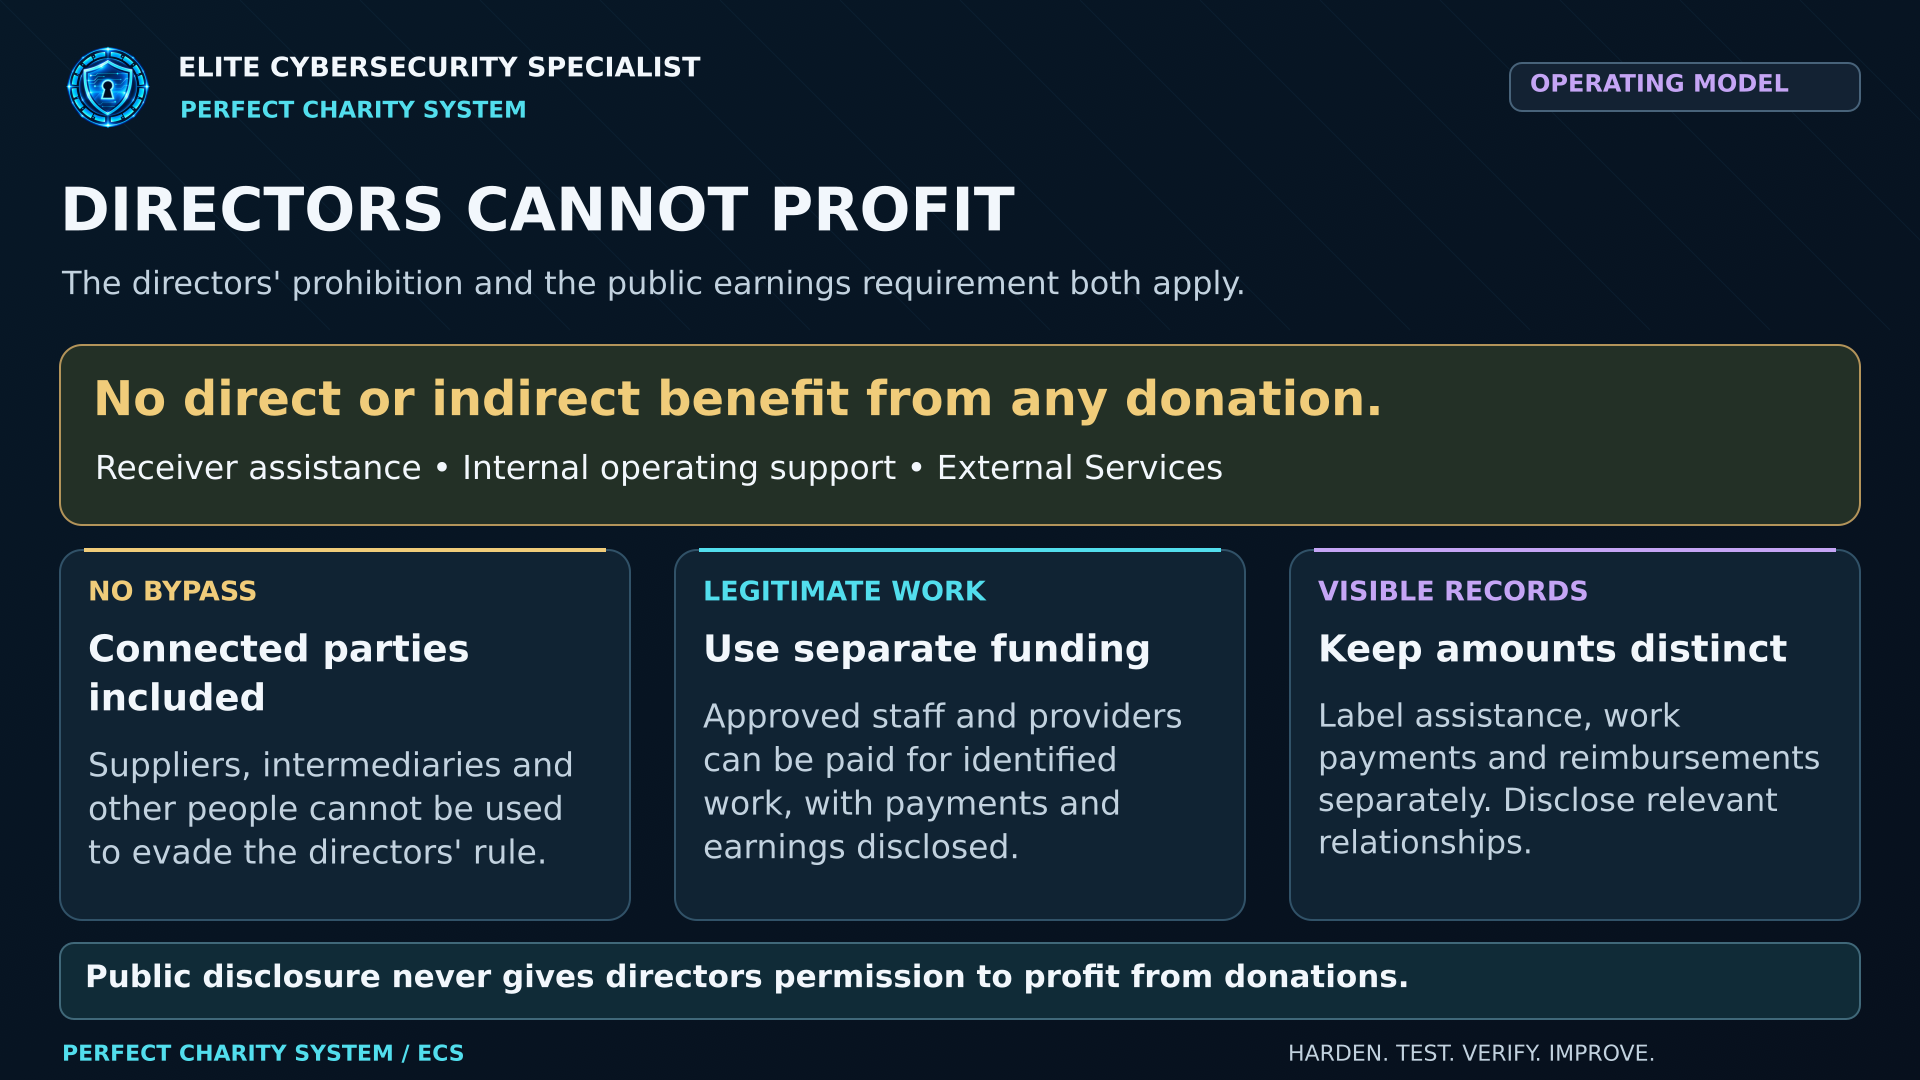 ELITE CYBERSECURITY SPECIALIST
PERFECT CHARITY SYSTEM
OPERATING MODEL
DIRECTORS CANNOT PROFIT
The directors' prohibition and the public earnings requirement both apply.
No direct or indirect benefit from any donation.
Receiver assistance • Internal operating support • External Services
NO BYPASS
Connected parties
included
Suppliers, intermediaries and
other people cannot be used
to evade the directors' rule.
LEGITIMATE WORK
Use separate funding
Approved staff and providers
can be paid for identified
work, with payments and
earnings disclosed.
VISIBLE RECORDS
Keep amounts distinct
Label assistance, work
payments and reimbursements
separately. Disclose relevant
relationships.
Public disclosure never gives directors permission to profit from donations.
PERFECT CHARITY SYSTEM / ECS
HARDEN. TEST. VERIFY. IMPROVE.